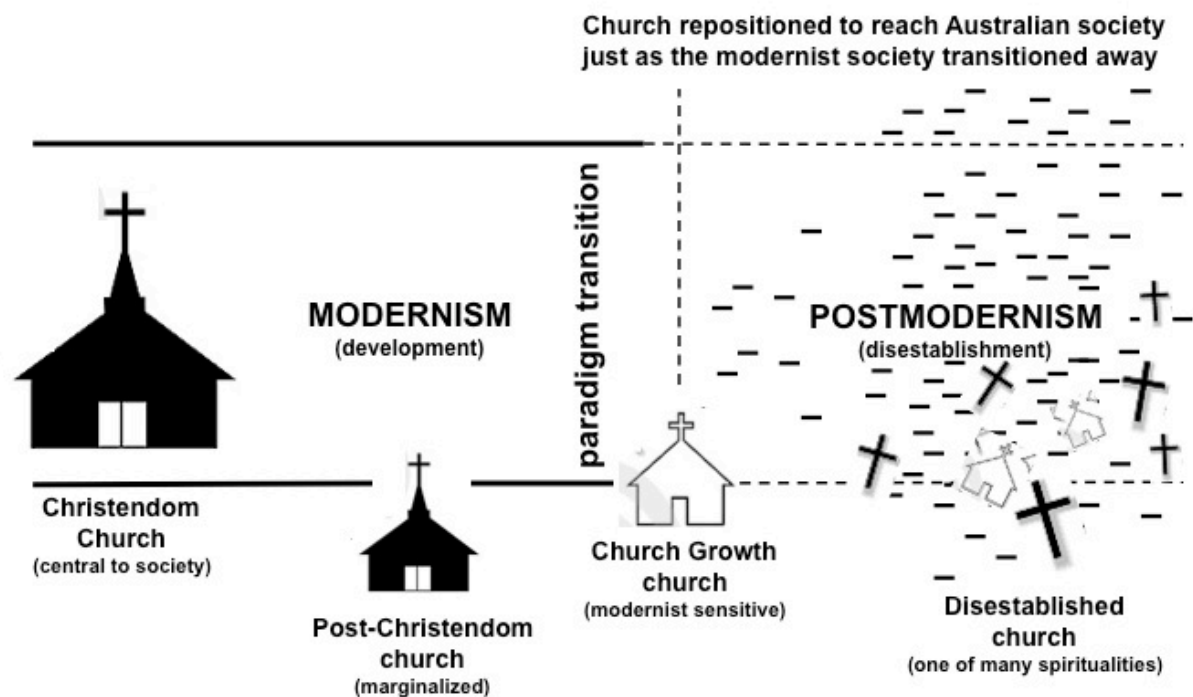 Church repositioned to reach Australian society
just as the modernist society transitioned away
MODERNISM
(development)
paradigm transition
POSTMODERNISM
(disestablishment)
Christendom
Church
(central to society)
Post-Christendom
church
(marginalized)
Church Growth
church
(modernist sensitive)
Disestablished
church
(one of many spiritualities)